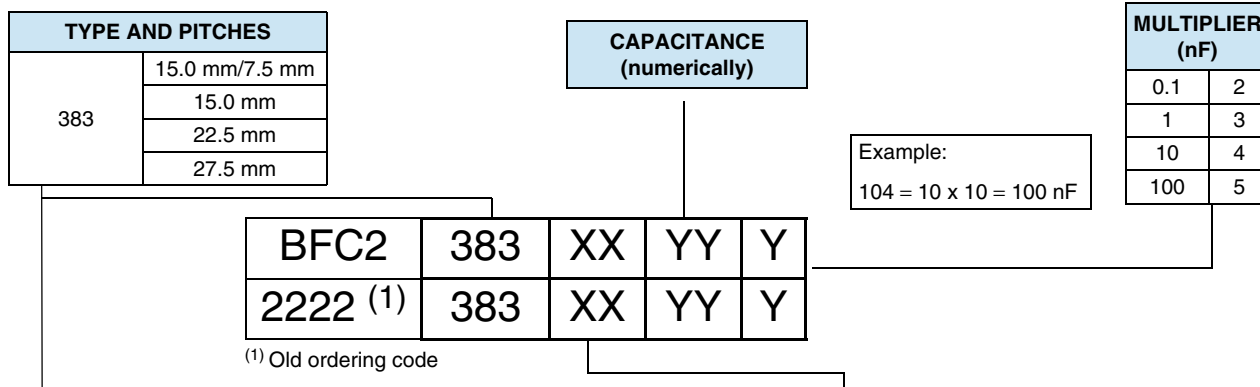 TYPE AND PITCHES
383
15.0 mm/7.5 mm
15.0 mm
22.5 mm
27.5 mm
CAPACITANCE
(numerically)
MULTIPLIER
(nF)
0.1 2
1 3
10 4
100 5
Example:
104 = 10 x 10 = 100 nF
BFC2 383 XX YY Y
2222 (1) 383 XX YY Y
(1) Old ordering code